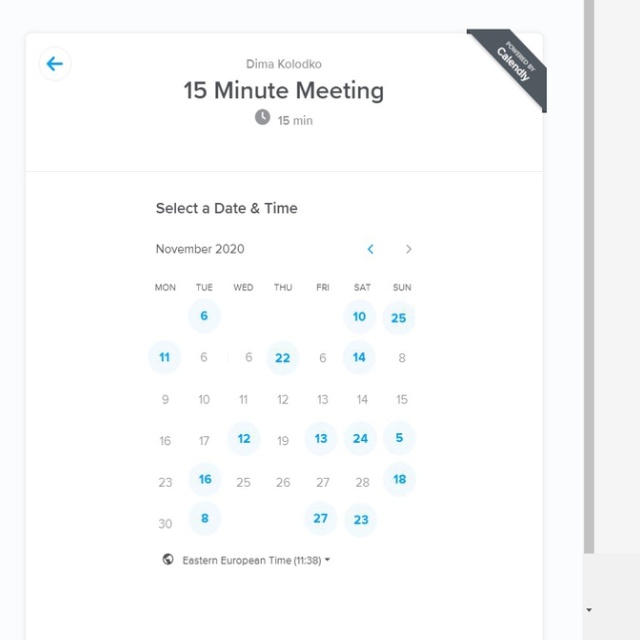 POWERED BY
Calendly
Dima Kolodko
15 Minute Meeting
15 min
Select a Date & Time
November 2020
MON TUE WED THU FRI SAT SUN
6 10 25
11 6 6 22 6 14 8
9 10 11 12 13 14 15
16 17 12 19 13 24 5
23 16 25 26 27 28 18
30 8 27 23
Eastern European Time (11:38)